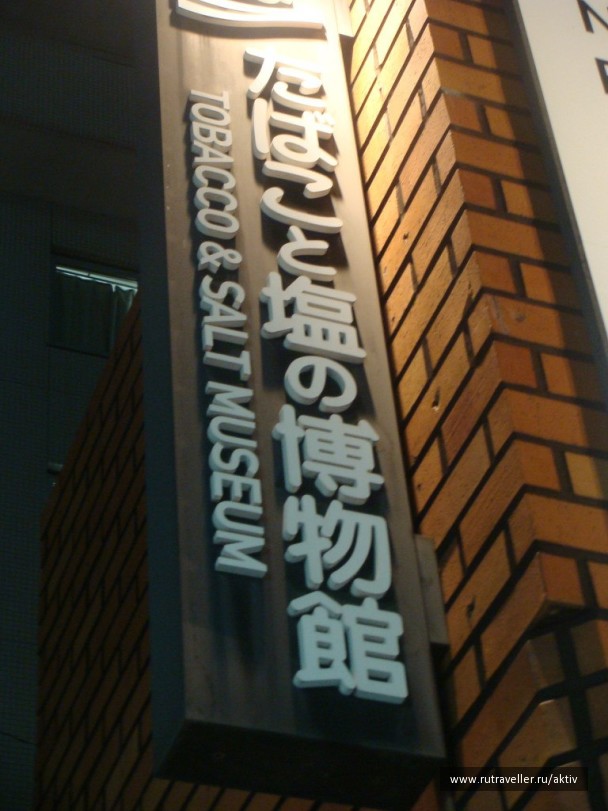 たばこと塩の博物館
TOBACCO & SALT MUSEUM
www.rutraveller.ru/aktiv